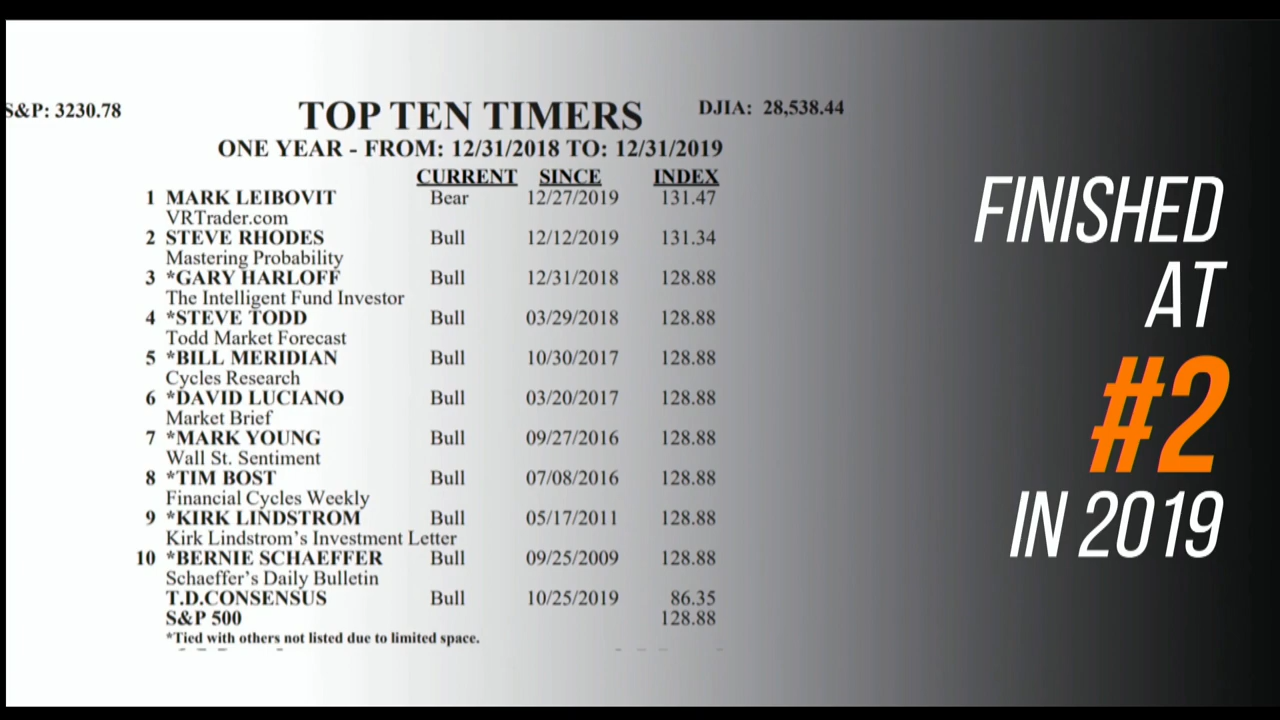 S&P: 3230.78
TOP TEN TIMERS
DJIA: 28,538.44
ONE YEAR - FROM: 12/31/2018 TO: 12/31/2019
CURRENT SINCE INDEX
1 MARK LEIBOVIT Bear 12/27/2019 131.47
VRTrader.com
2 STEVE RHODES Bull 12/12/2019 131.34
Mastering Probability
3 *GARY HARLOFF Bull 12/31/2018 128.88
The Intelligent Fund Investor
4 *STEVE TODD Bull 03/29/2018 128.88
Todd Market Forecast
5 *BILL MERIDIAN Bull 10/30/2017 128.88
Cycles Research
6 *DAVID LUCIANO Bull 03/20/2017 128.88
Market Brief
7 *MARK YOUNG Bull 09/27/2016 128.88
Wall St. Sentiment
8 *TIM BOST Bull 07/08/2016 128.88
Financial Cycles Weekly
9 *KIRK LINDSTROM Bull 05/17/2011 128.88
Kirk Lindstrom's Investment Letter
10 *BERNIE SCHAEFFER Bull 09/25/2009 128.88
Schaeffer's Daily Bulletin
T.D.CONSENSUS Bull 10/25/2019 86.35
S&P 500 128.88
*Tied with others not listed due to limited space.
FINISHED
AT
#2
IN 2019